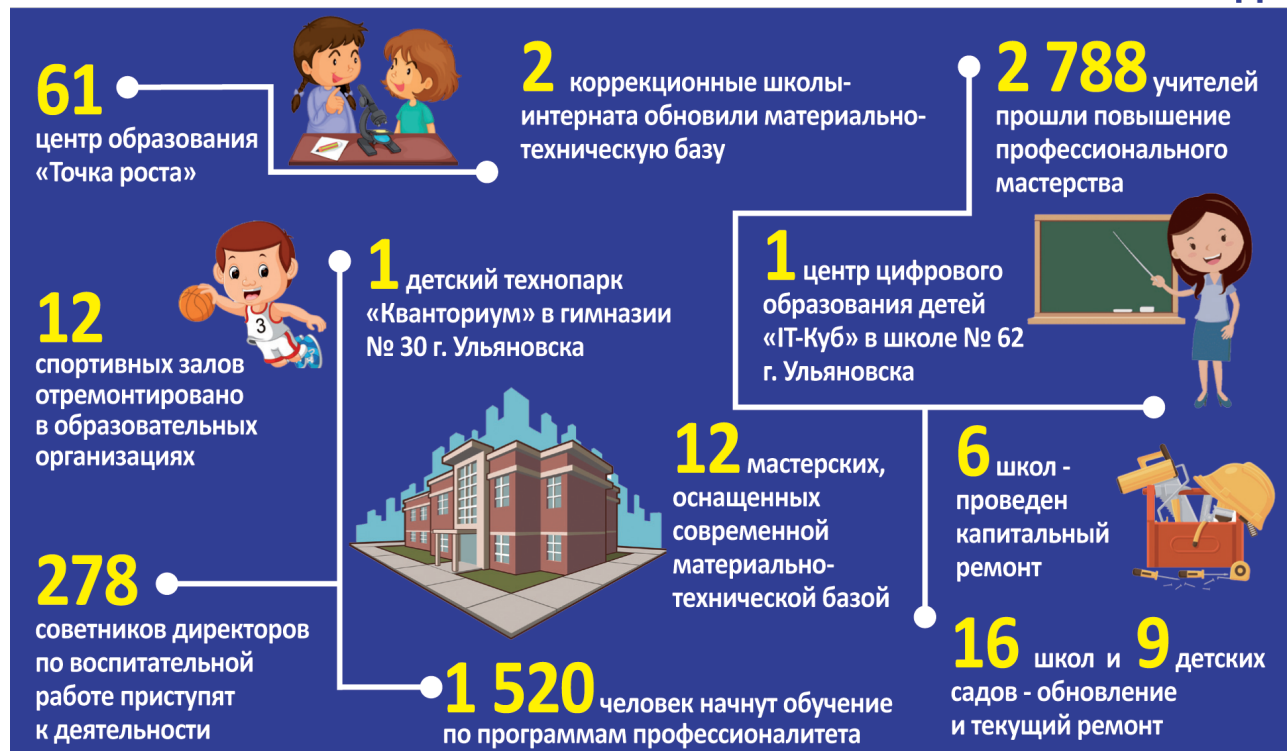 61
центр образования
«Точка роста»
2 коррекционные школы-
интерната обновили материально-
техническую базу
2 788 учителей
прошли повышение
профессионального
мастерства
12
спортивных залов
отремонтировано
в образовательных
организациях
3
1 детский технопарк
«Кванториум» в гимназии
№ 30 г. Ульяновска
1 центр цифрового
образования детей
«IT-Куб» в школе № 62
г. Ульяновска
12 мастерских,
оснащенных
современной
материально-
технической базой
6 школ -
проведен
капитальный
ремонт
278
советников директоров
по воспитательной
работе приступят
к деятельности
1 520 человек начнут обучение
по программам профессионалитета
16 школ и 9 детских
садов - обновление
и текущий ремонт